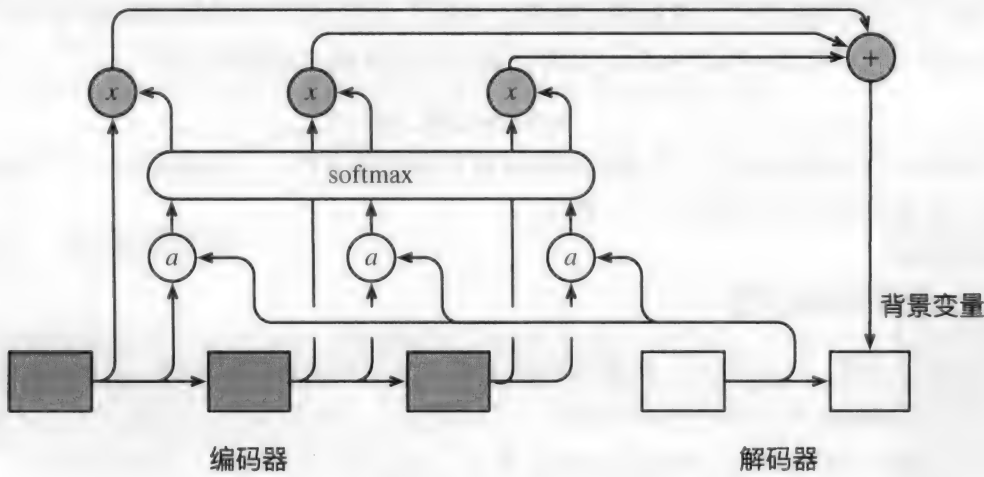 +
x x x
softmax
a a a
背景变量
编码器 解码器